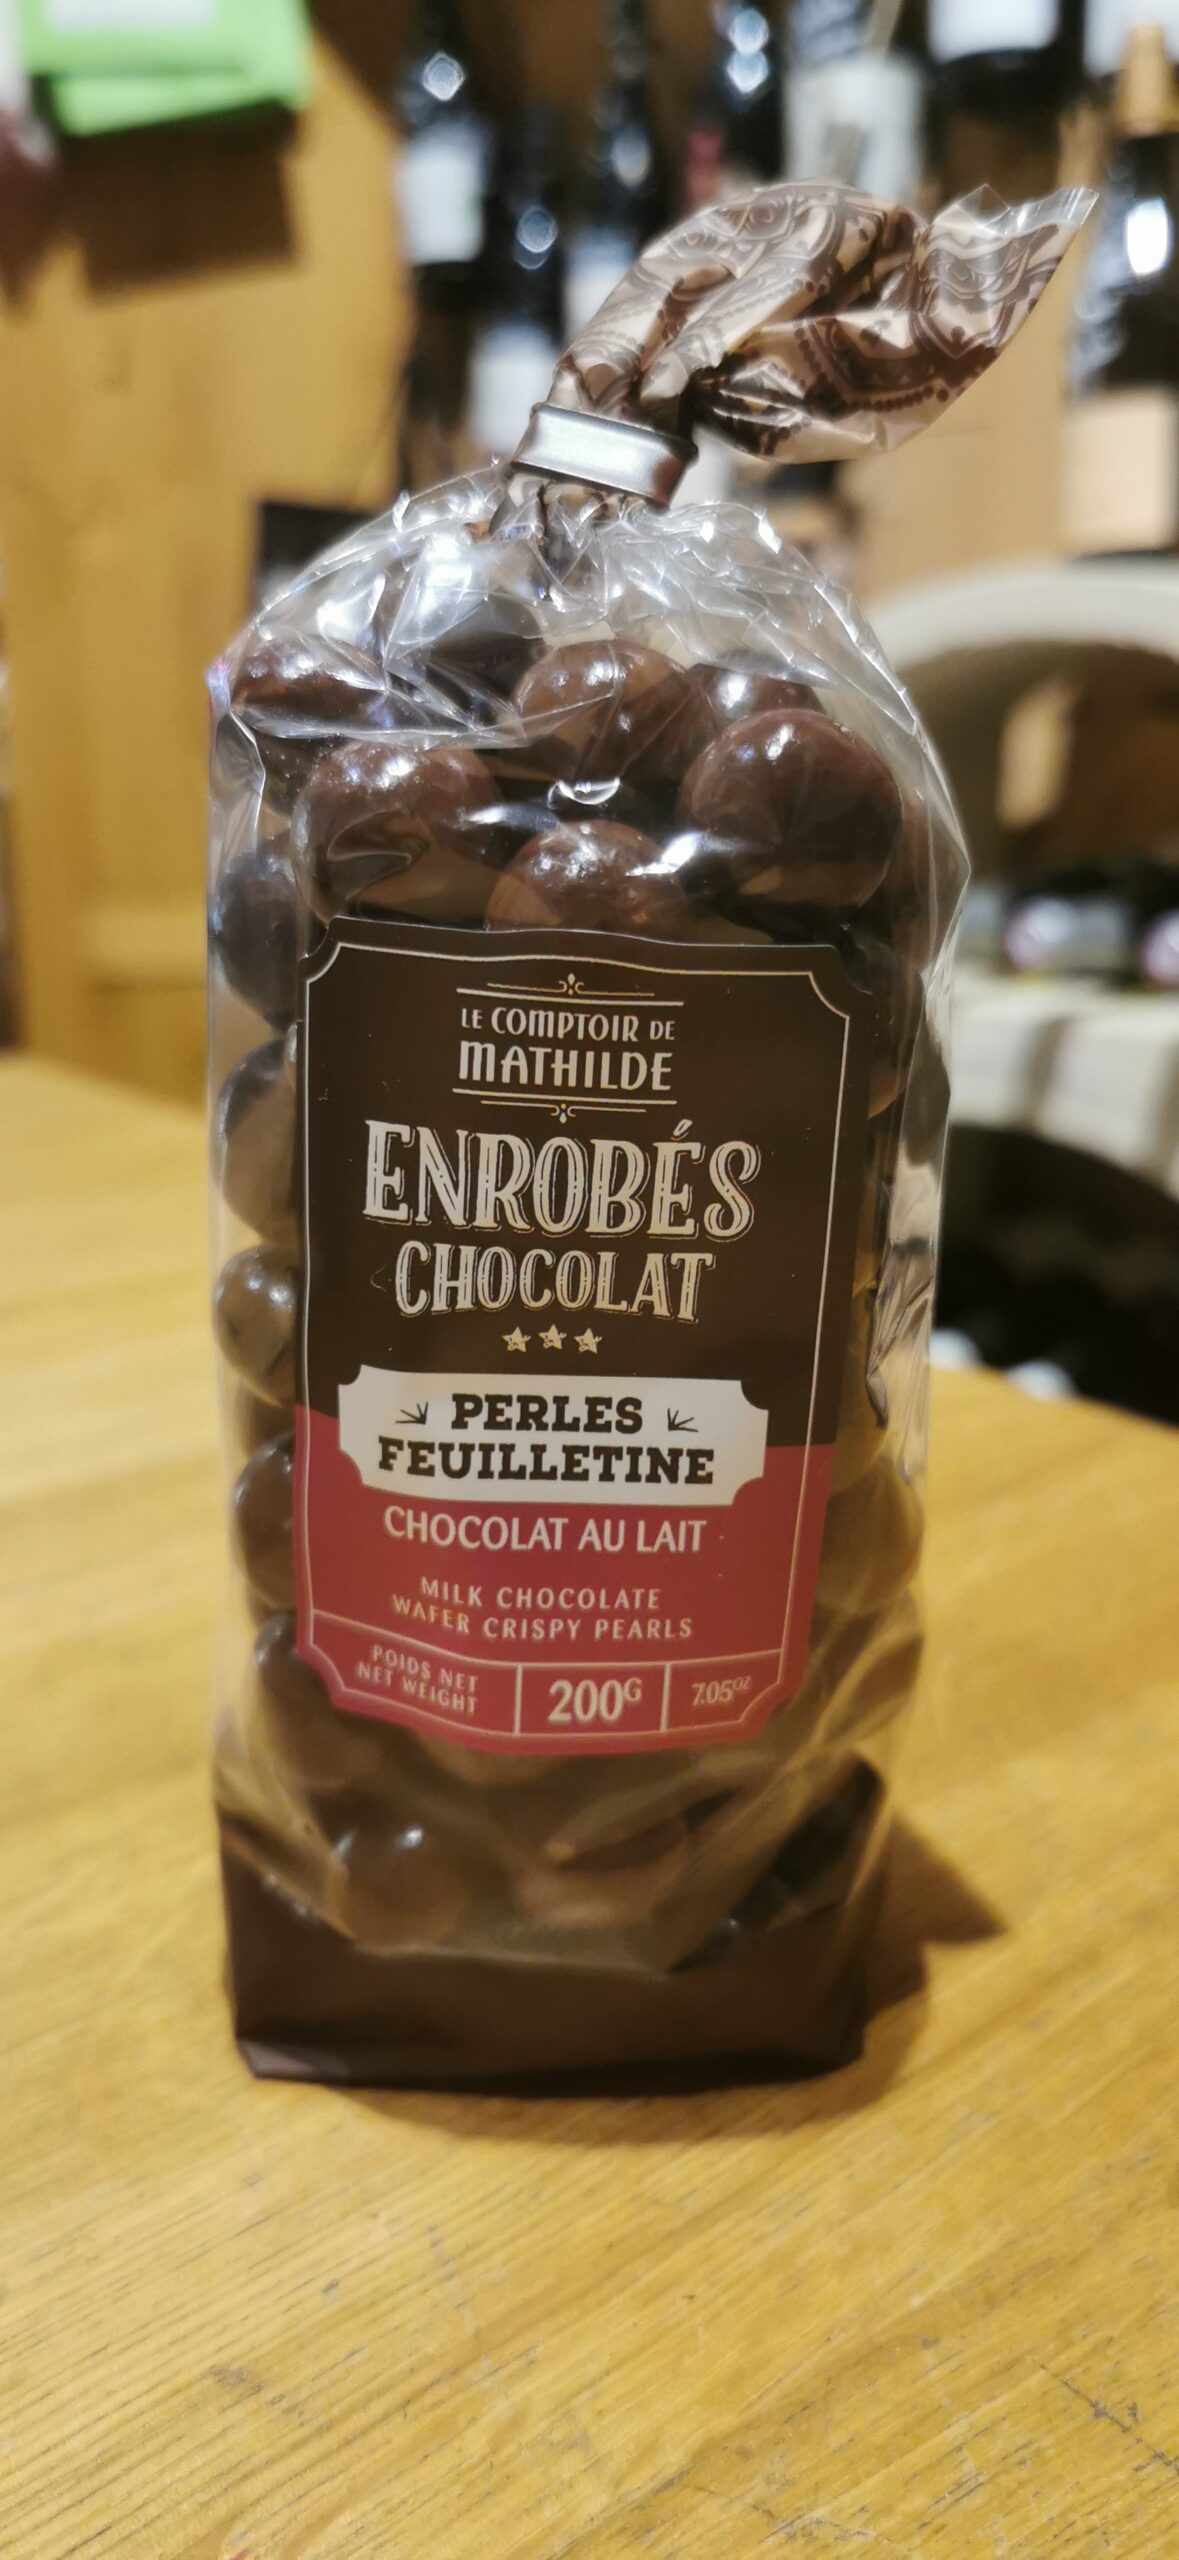 LE COMPTOIR DE
MATHILDE
ENROBÉS
CHOCOLAT
PERLES
FEUILLETINE
CHOCOLAT AU LAIT
MILK CHOCOLATE
WAFER CRISPY PEARLS
POIDS NET
NET WEIGHT
200G
7.05OZ